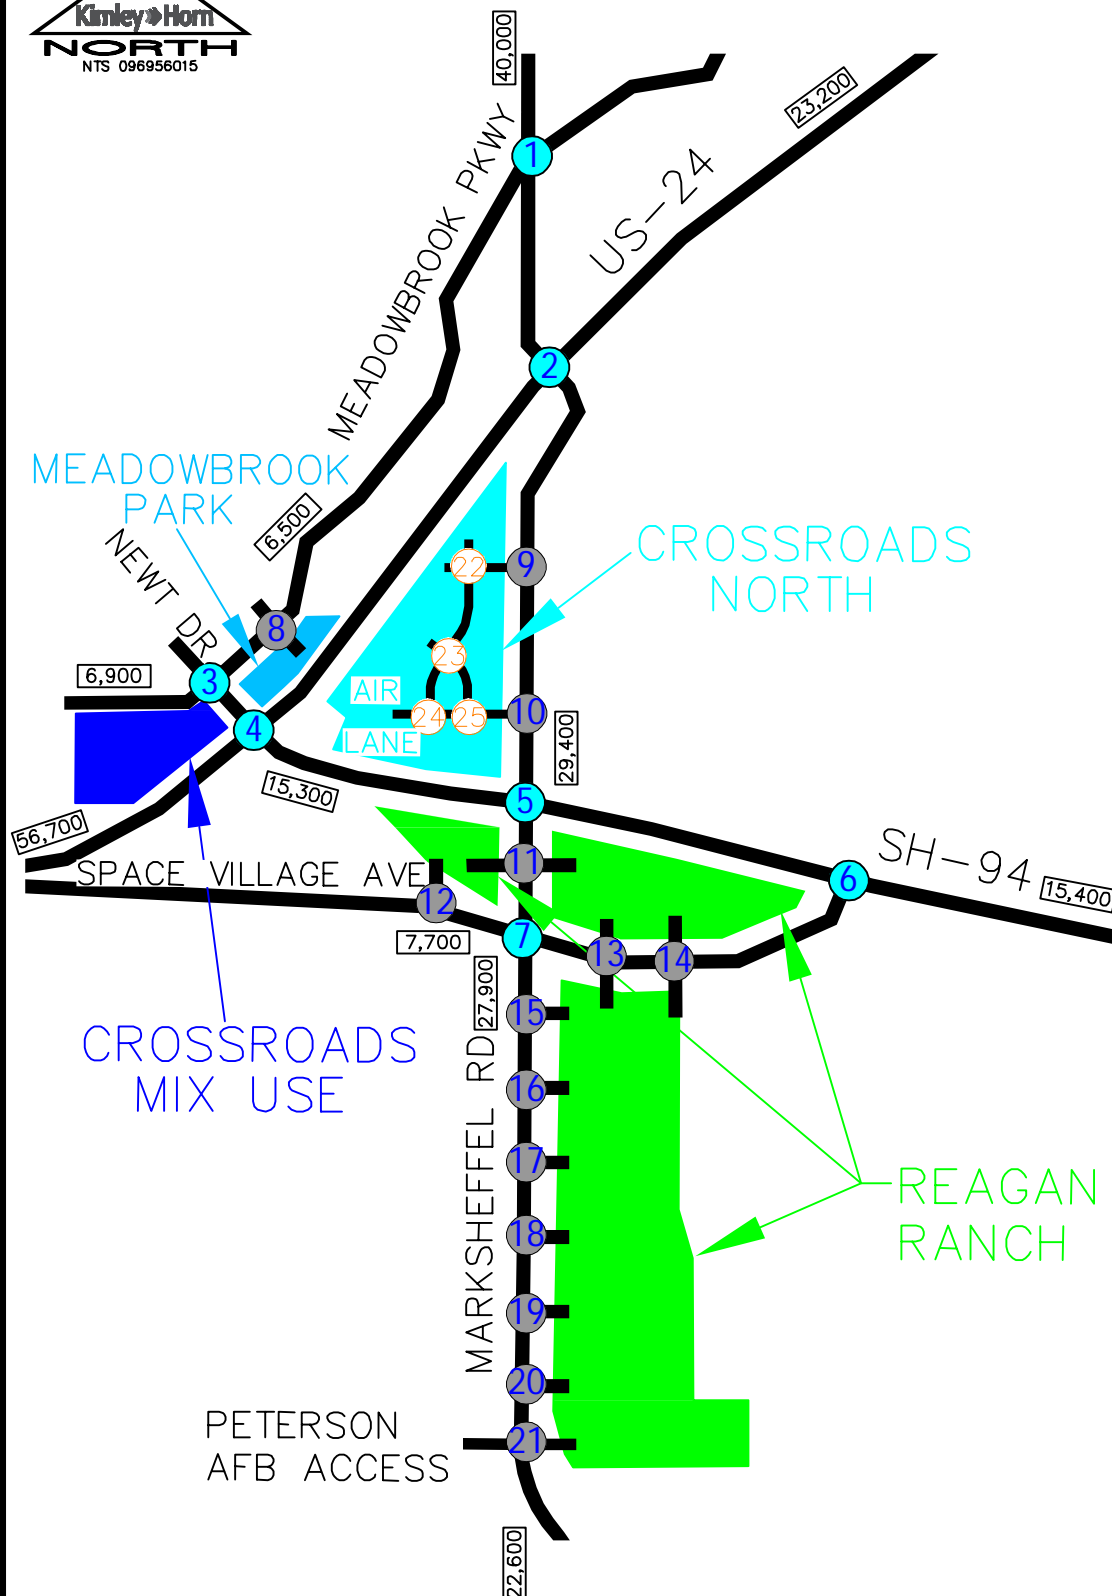 Kimley»Horn
NORTH
NTS 096956015
40,000
23,200
MEADOWBROOK PKWY
1
US-24
2
MEADOWBROOK
PARK
6,500
NEWT DR
CROSSROADS
NORTH
22
9
8
23
6,900
3
AIR
24
25
10
4
LANE
29,400
15,300
5
56,700
SPACE VILLAGE AVE
11
SH-94
6
15,400
12
7,700
7
13
14
27,900
15
CROSSROADS
MIX USE
MARKSHEFFEL RD
16
17
REAGAN
RANCH
18
19
20
PETERSON
AFB ACCESS
21
22,600